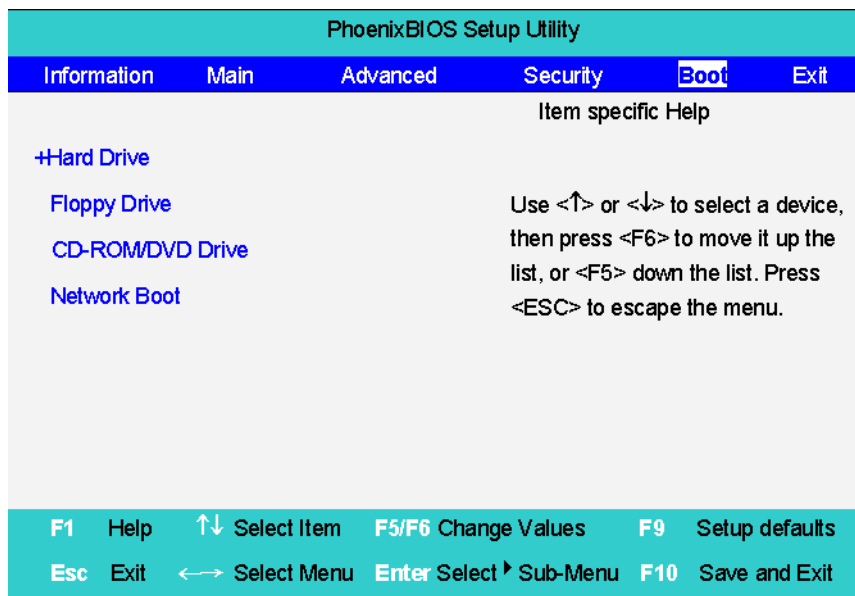 PhoenixBIOS Setup Utility
Information Main Advanced Security Boot Exit
Item specific Help
+Hard Drive
Floppy Drive
CD-ROM/DVD Drive
Network Boot
Use <↑> or <↓> to select a device,
then press <F6> to move it up the
list, or <F5> down the list. Press
<ESC> to escape the menu.
F1 Help ↑↓ Select Item F5/F6 Change Values F9 Setup defaults
Esc Exit ←→ Select Menu Enter Select ▶ Sub-Menu F10 Save and Exit